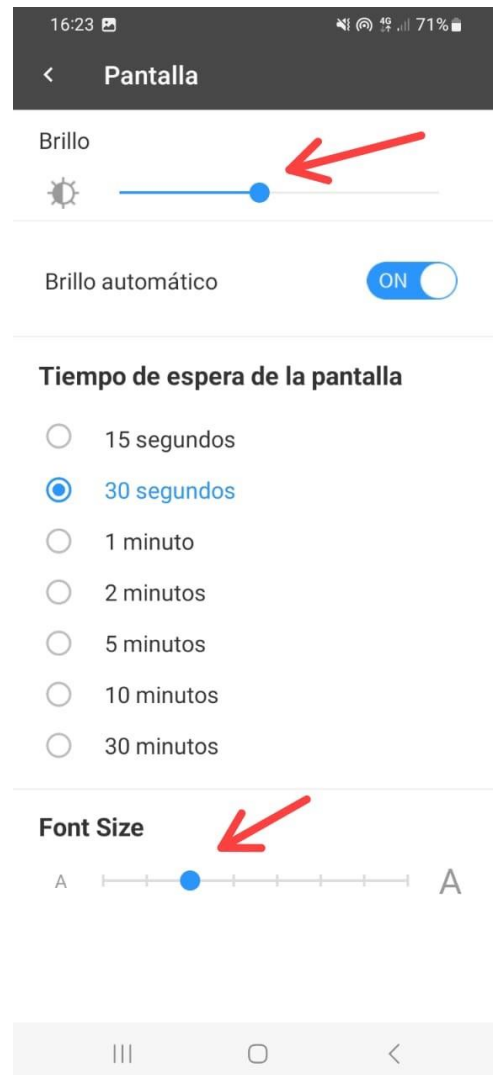 16:23 4G 71%
Pantalla
Brillo
Brillo automático ON
Tiempo de espera de la pantalla
15 segundos
30 segundos
1 minuto
2 minutos
5 minutos
10 minutos
30 minutos
Font Size
A A